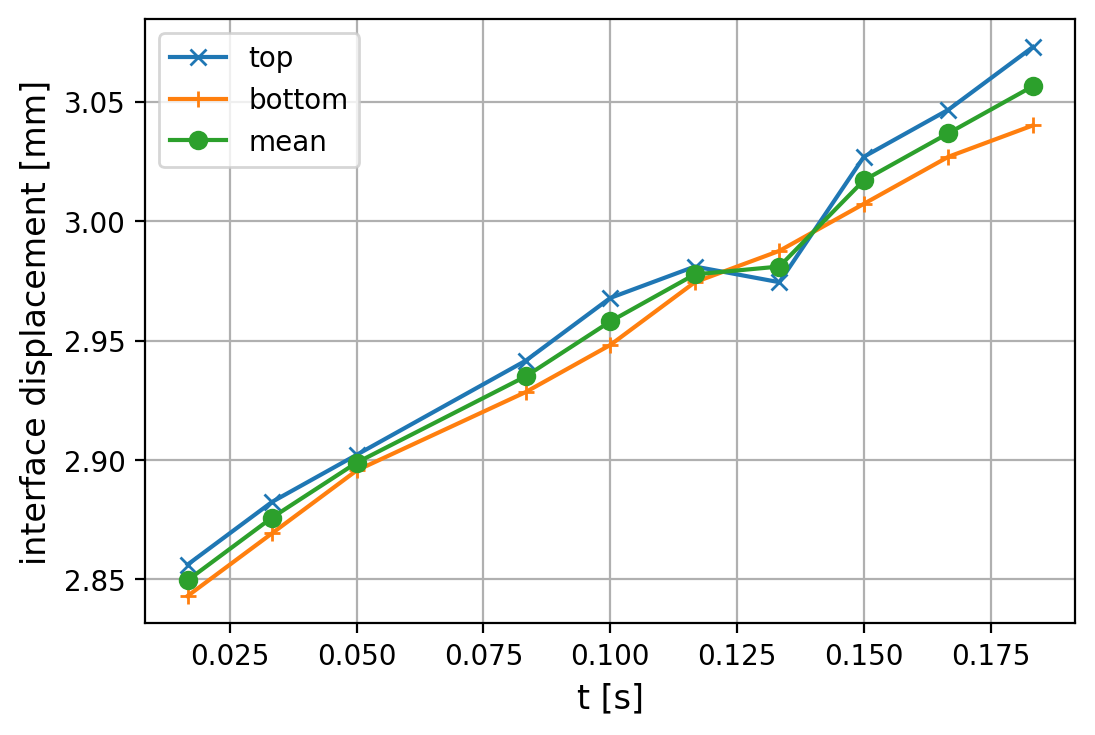 top
bottom
mean
interface displacement [mm]
3.05
3.00
2.95
2.90
2.85
0.025 0.050 0.075 0.100 0.125 0.150 0.175
t [s]